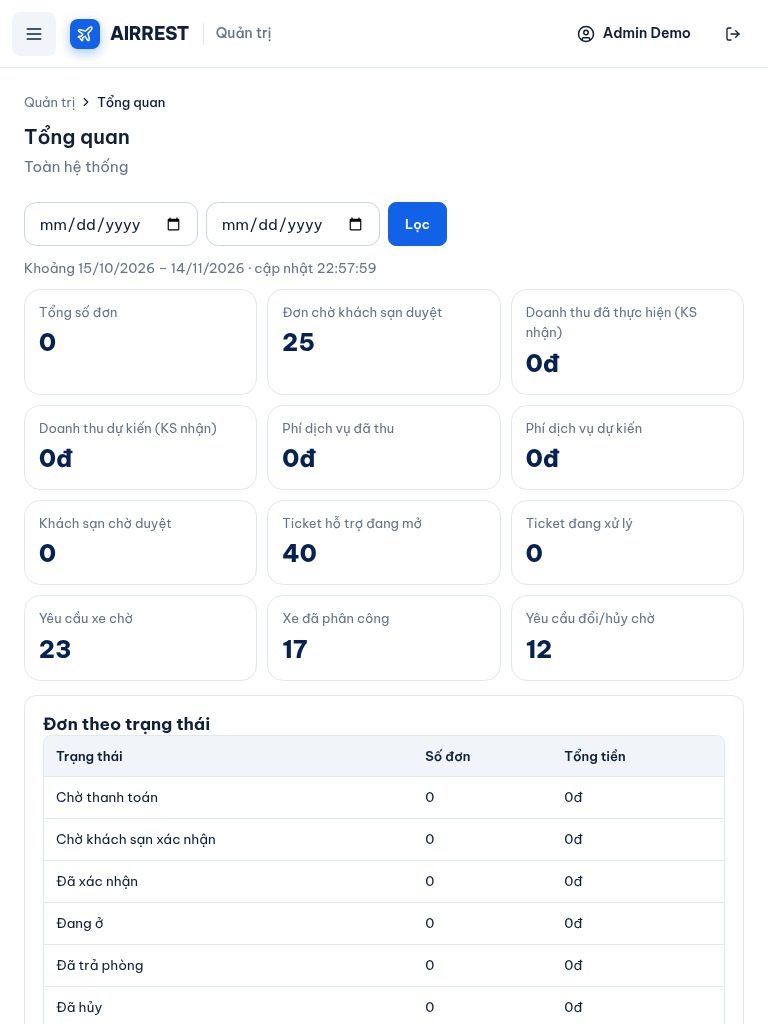 AIRREST
Quản trị
Admin Demo
Quản trị > Tổng quan
Tổng quan
Toàn hệ thống
mm/dd/yyyy
mm/dd/yyyy
Lọc
Khoảng 15/10/2026 – 14/11/2026 · cập nhật 22:57:59
Tổng số đơn
0
Đơn chờ khách sạn duyệt
25
Doanh thu đã thực hiện (KS
nhận)
0đ
Doanh thu dự kiến (KS nhận)
0đ
Phí dịch vụ đã thu
0đ
Phí dịch vụ dự kiến
0đ
Khách sạn chờ duyệt
0
Ticket hỗ trợ đang mở
40
Ticket đang xử lý
0
Yêu cầu xe chờ
23
Xe đã phân công
17
Yêu cầu đổi/hủy chờ
12
Đơn theo trạng thái
Trạng thái Số đơn Tổng tiền
Chờ thanh toán 0 0đ
Chờ khách sạn xác nhận 0 0đ
Đã xác nhận 0 0đ
Đang ở 0 0đ
Đã trả phòng 0 0đ
Đã hủy 0 0đ